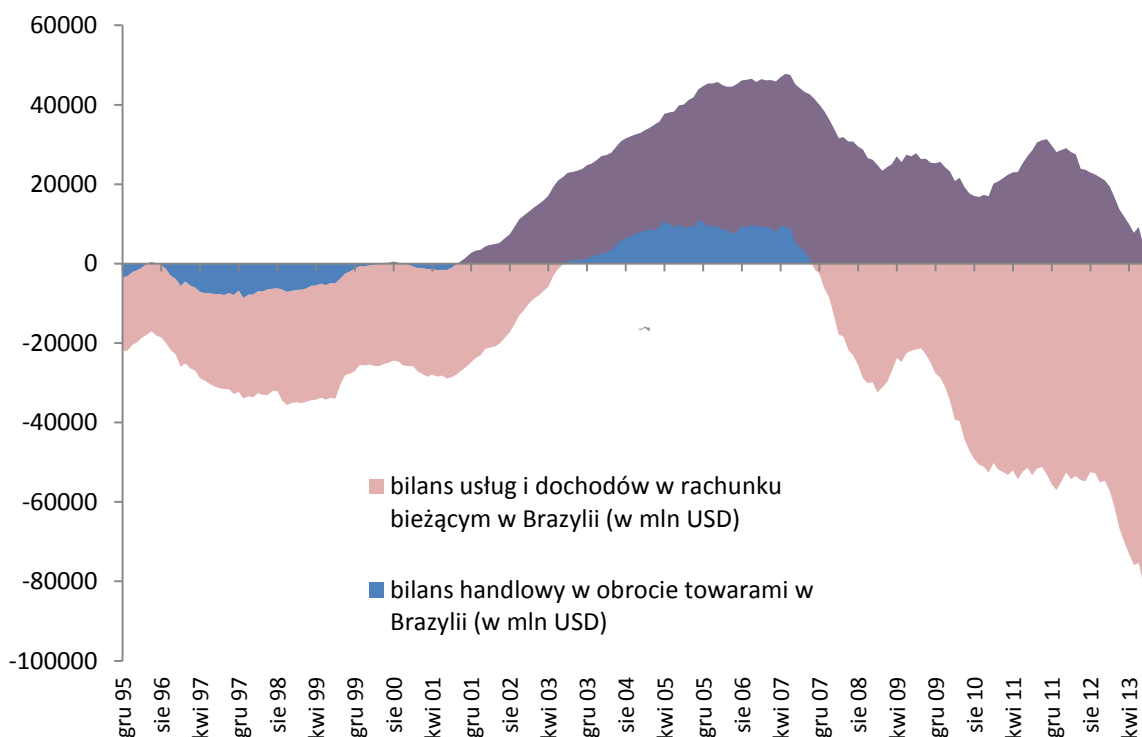 60000
40000
20000
0
-20000
-40000
-60000
-80000
-100000
bilans usług i dochodów w rachunku
bieżącym w Brazylii (w mln USD)
bilans handlowy w obrocie towarami w
Brazylii (w mln USD)
gru 95
sie 96
kwi 97
gru 97
sie 98
kwi 99
gru 99
sie 00
kwi 01
gru 01
sie 02
kwi 03
gru 03
sie 04
kwi 05
gru 05
sie 06
kwi 07
gru 07
sie 08
kwi 09
gru 09
sie 10
kwi 11
gru 11
sie 12
kwi 13